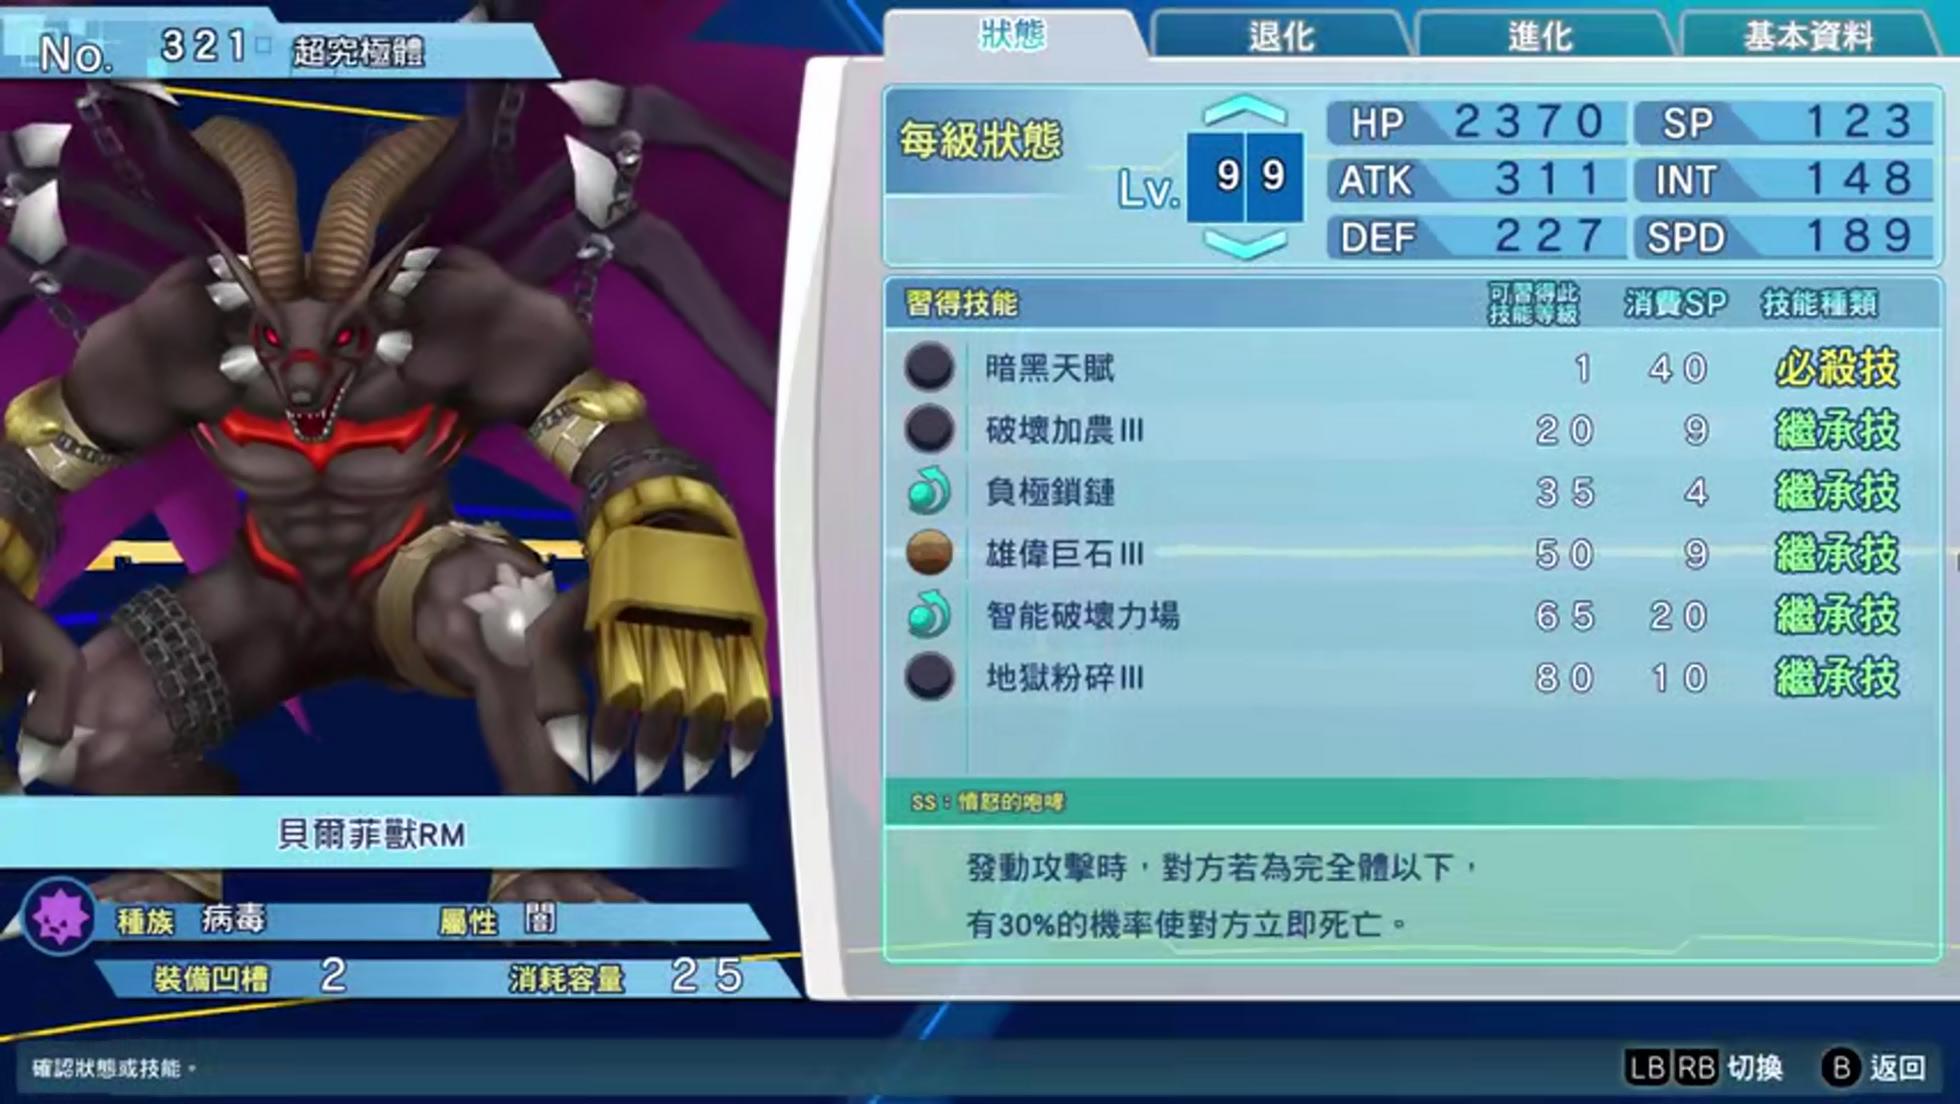 No. 321 超究極體
狀態 退化 進化 基本資料
每級狀態
Lv. 99
HP 2370 SP 123
ATK 311 INT 148
DEF 227 SPD 189
習得技能 可習得此技能等級 消費SP 技能種類
暗黑天賦 1 40 必殺技
破壞加農III 20 9 繼承技
負極鎖鏈 35 4 繼承技
雄偉巨石III 50 9 繼承技
智能破壞力場 65 20 繼承技
地獄粉碎III 80 10 繼承技
SS：憤怒的咆哮
發動攻擊時，對方若為完全體以下，
有30%的機率使對方立即死亡。
貝爾菲獸RM
種族 病毒 屬性 闇
裝備凹槽 2 消耗容量 25
確認狀態或技能。
LB RB 切換 B 返回